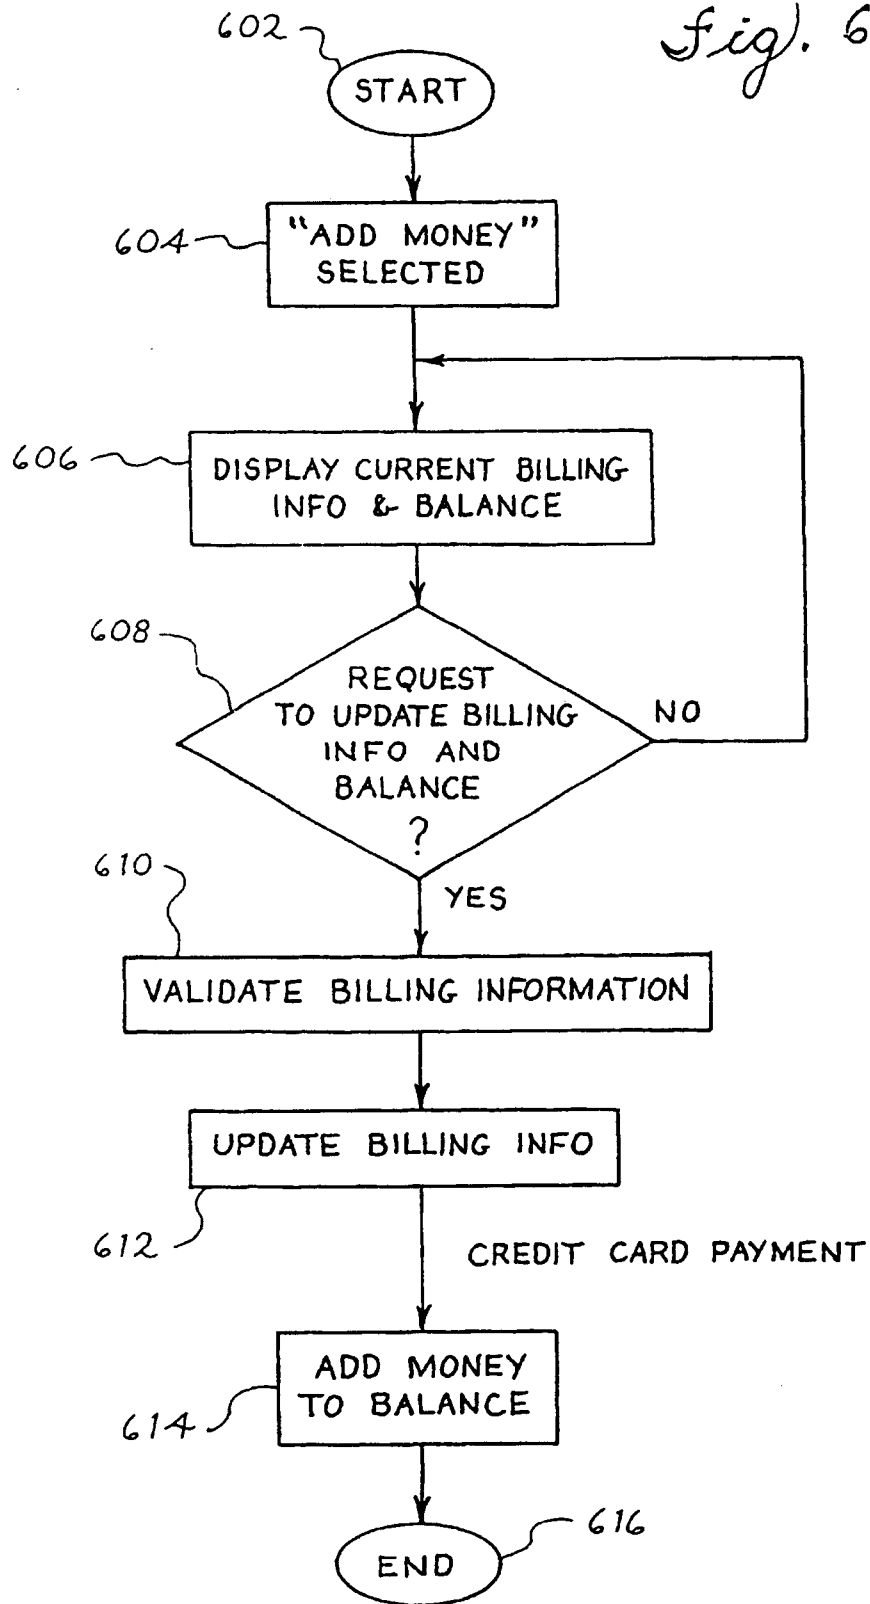 Fig. 6
602
START
604
"ADD MONEY"
SELECTED
606
DISPLAY CURRENT BILLING
INFO & BALANCE
608
REQUEST
TO UPDATE BILLING
INFO AND
BALANCE
?
NO
YES
610
VALIDATE BILLING INFORMATION
UPDATE BILLING INFO
612
CREDIT CARD PAYMENT
ADD MONEY
TO BALANCE
614
END
616